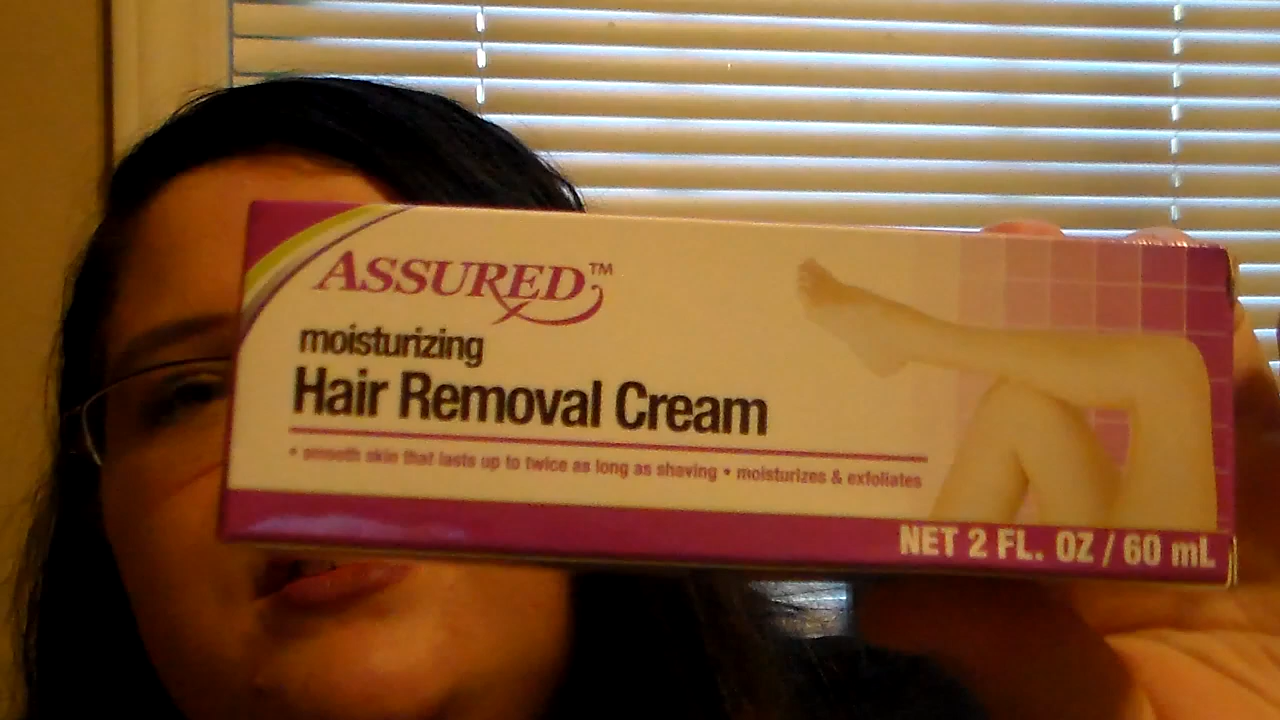 ASSURED™
moisturizing
Hair Removal Cream
• smooth skin that lasts up to twice as long as shaving • moisturizes & exfoliates
NET 2 FL. OZ / 60 mL